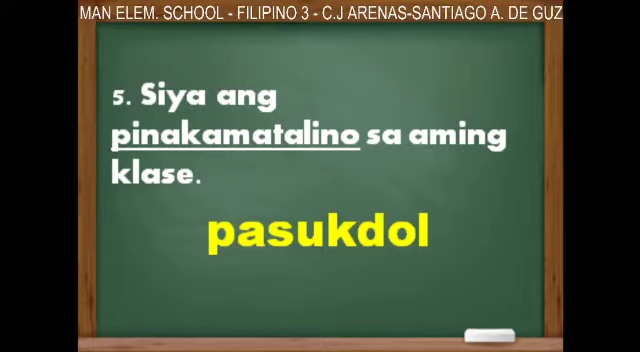 MAN ELEM. SCHOOL - FILIPINO 3 - C.J ARENAS-SANTIAGO A. DE GUZ
5. Siya ang
pinakamatalino sa aming
klase.
pasukdol